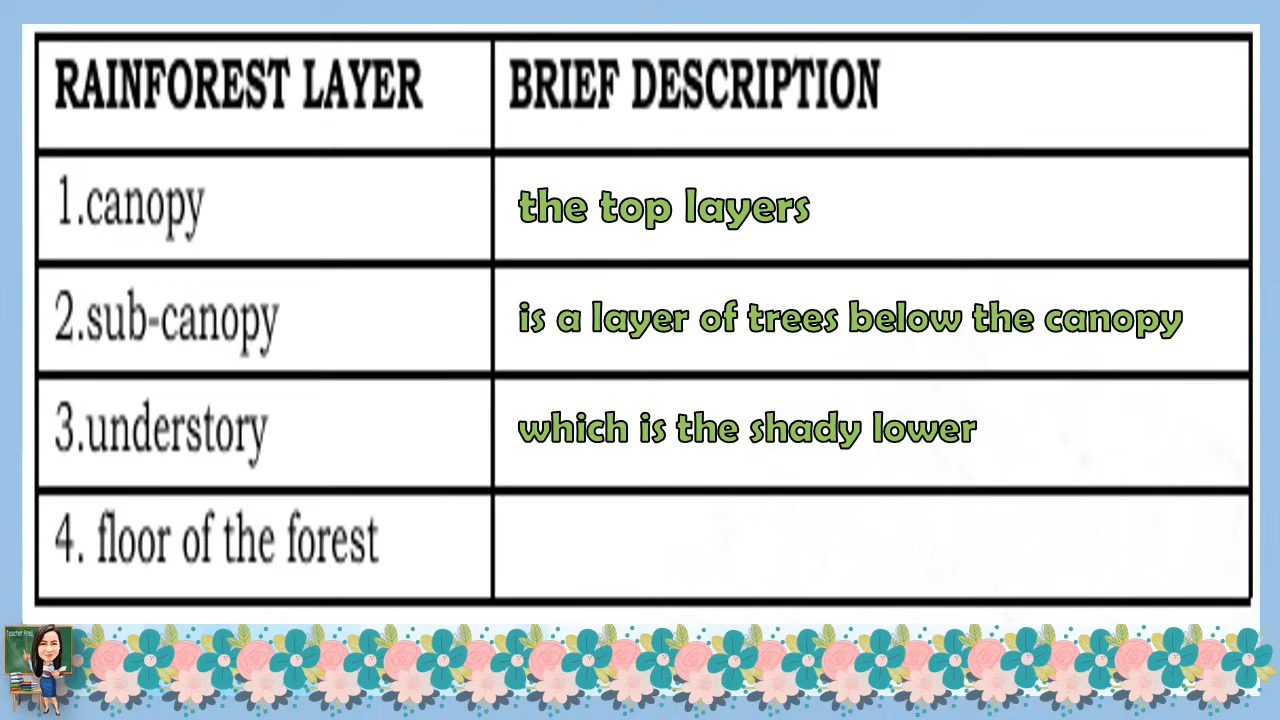 RAINFOREST LAYER BRIEF DESCRIPTION
1.canopy the top layers
2.sub-canopy is a layer of trees below the canopy
3.understory which is the shady lower
4. floor of the forest